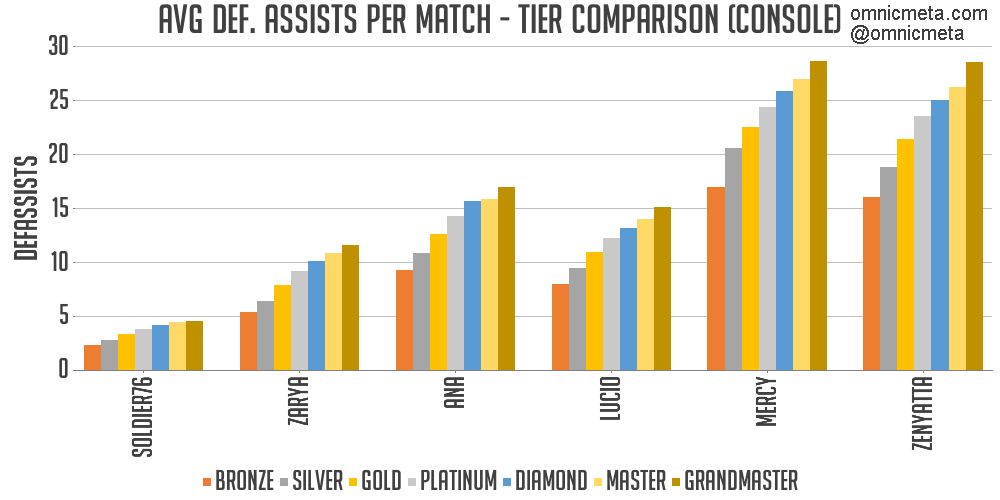 AVG DEF. ASSISTS PER MATCH - TIER COMPARISON (CONSOLE)
omnicmeta.com
@omnicmeta
DEFASSISTS
30
25
20
15
10
5
0
SOLDIER76
ZARYA
ANA
LUCIO
MERCY
ZENYATTA
BRONZE SILVER GOLD PLATINUM DIAMOND MASTER GRANDMASTER